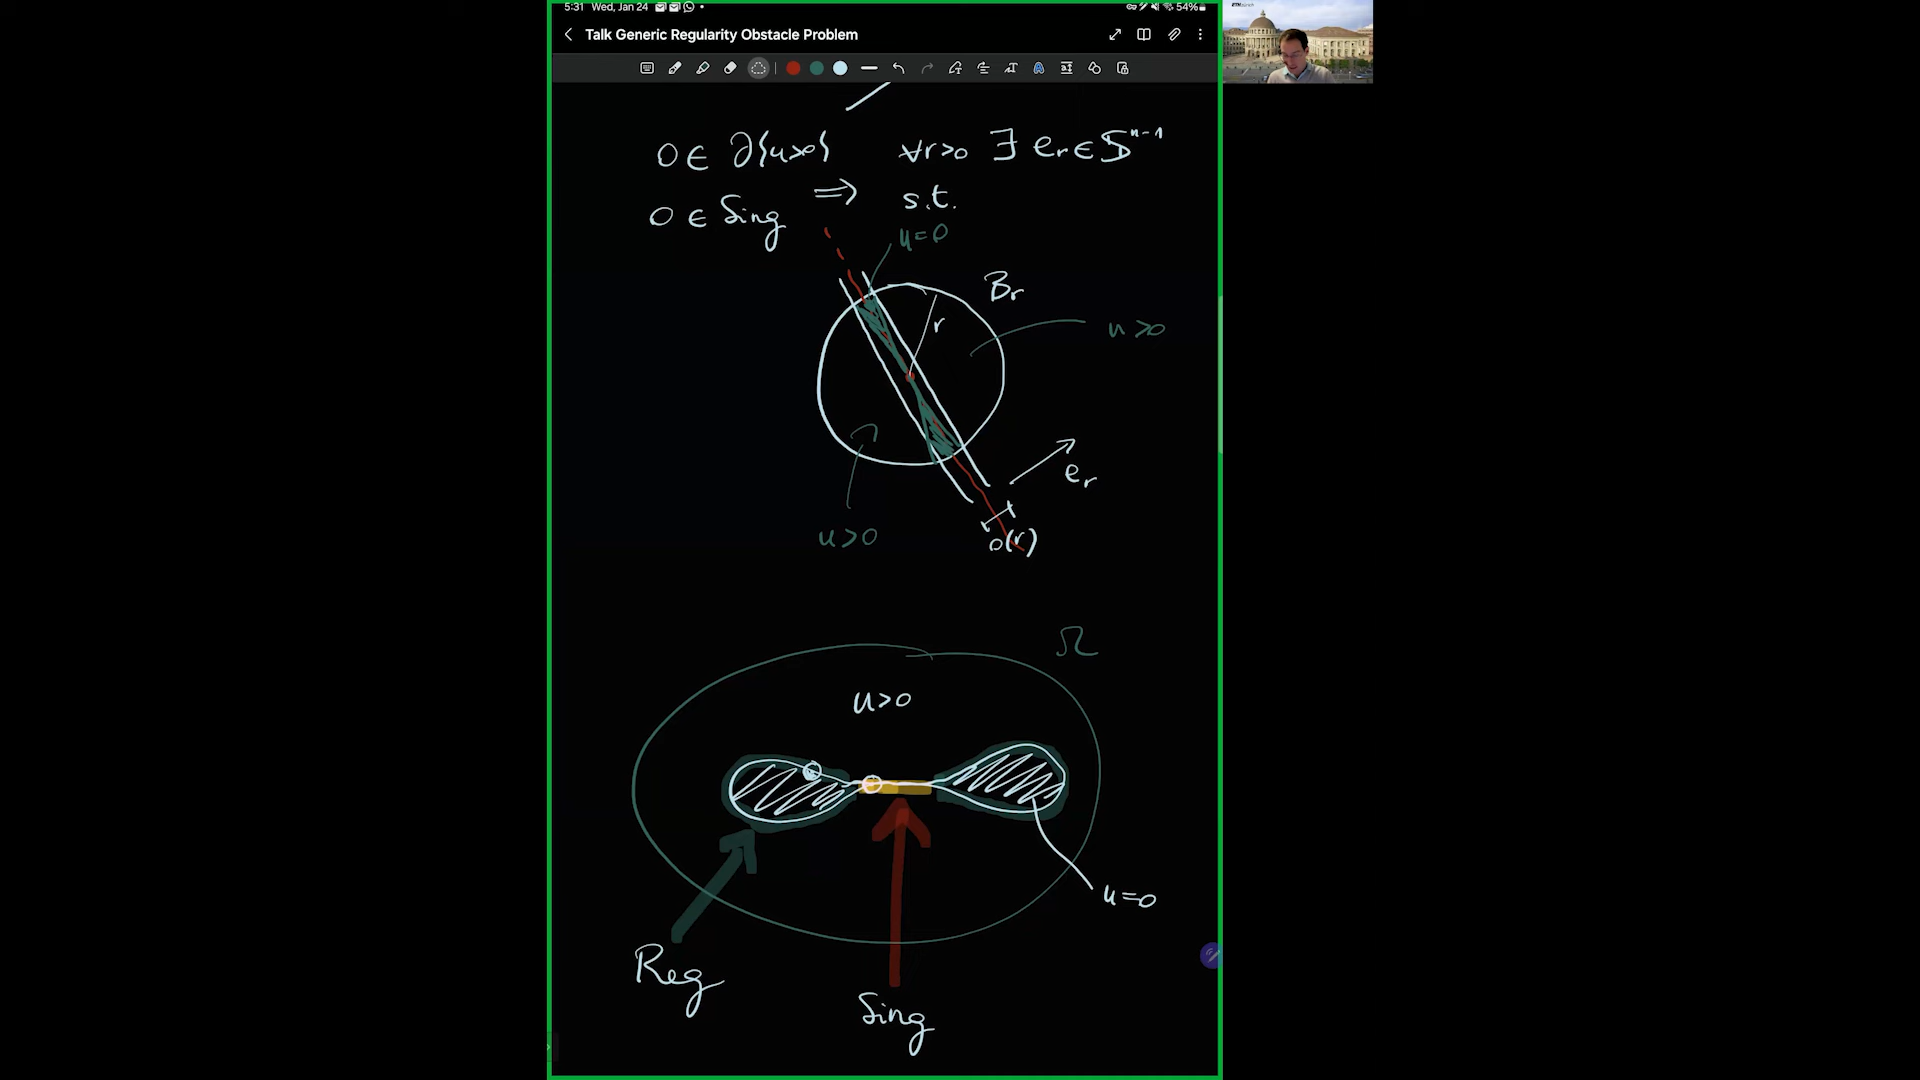 5:31 Wed, Jan 24
54%
Talk Generic Regularity Obstacle Problem
0 ∈ ∂{u>0} ∀r>0 ∃ e_r ∈ S^{n-1}
0 ∈ Sing ⇒ s.t.
u=0
B_r
r
u>0
e_r
u>0
o(r)
Ω
u>0
u=0
Reg
Sing